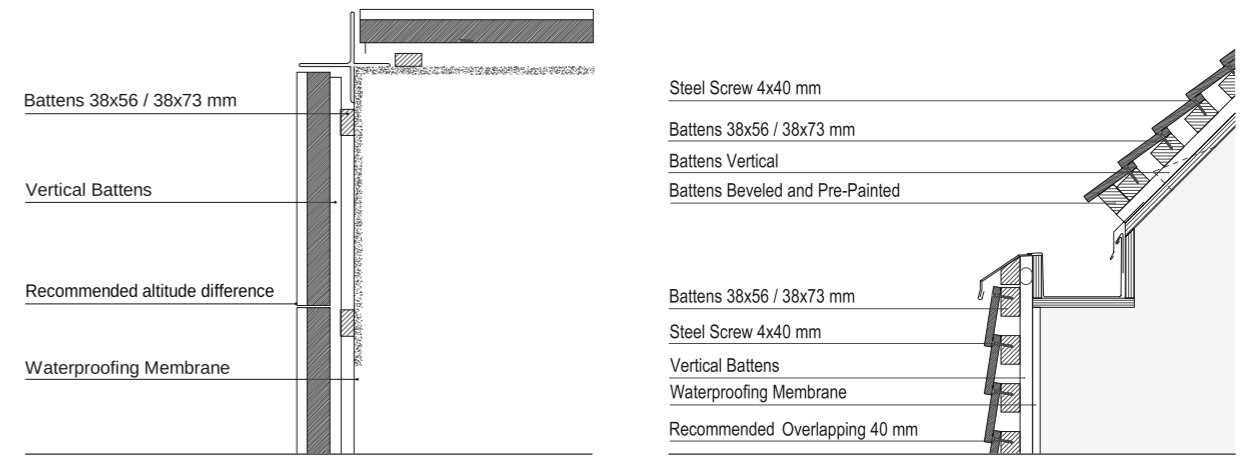 Battens 38x56 / 38x73 mm
Vertical Battens
Recommended altitude difference
Waterproofing Membrane
Steel Screw 4x40 mm
Battens 38x56 / 38x73 mm
Battens Vertical
Battens Beveled and Pre-Painted
Battens 38x56 / 38x73 mm
Steel Screw 4x40 mm
Vertical Battens
Waterproofing Membrane
Recommended Overlapping 40 mm